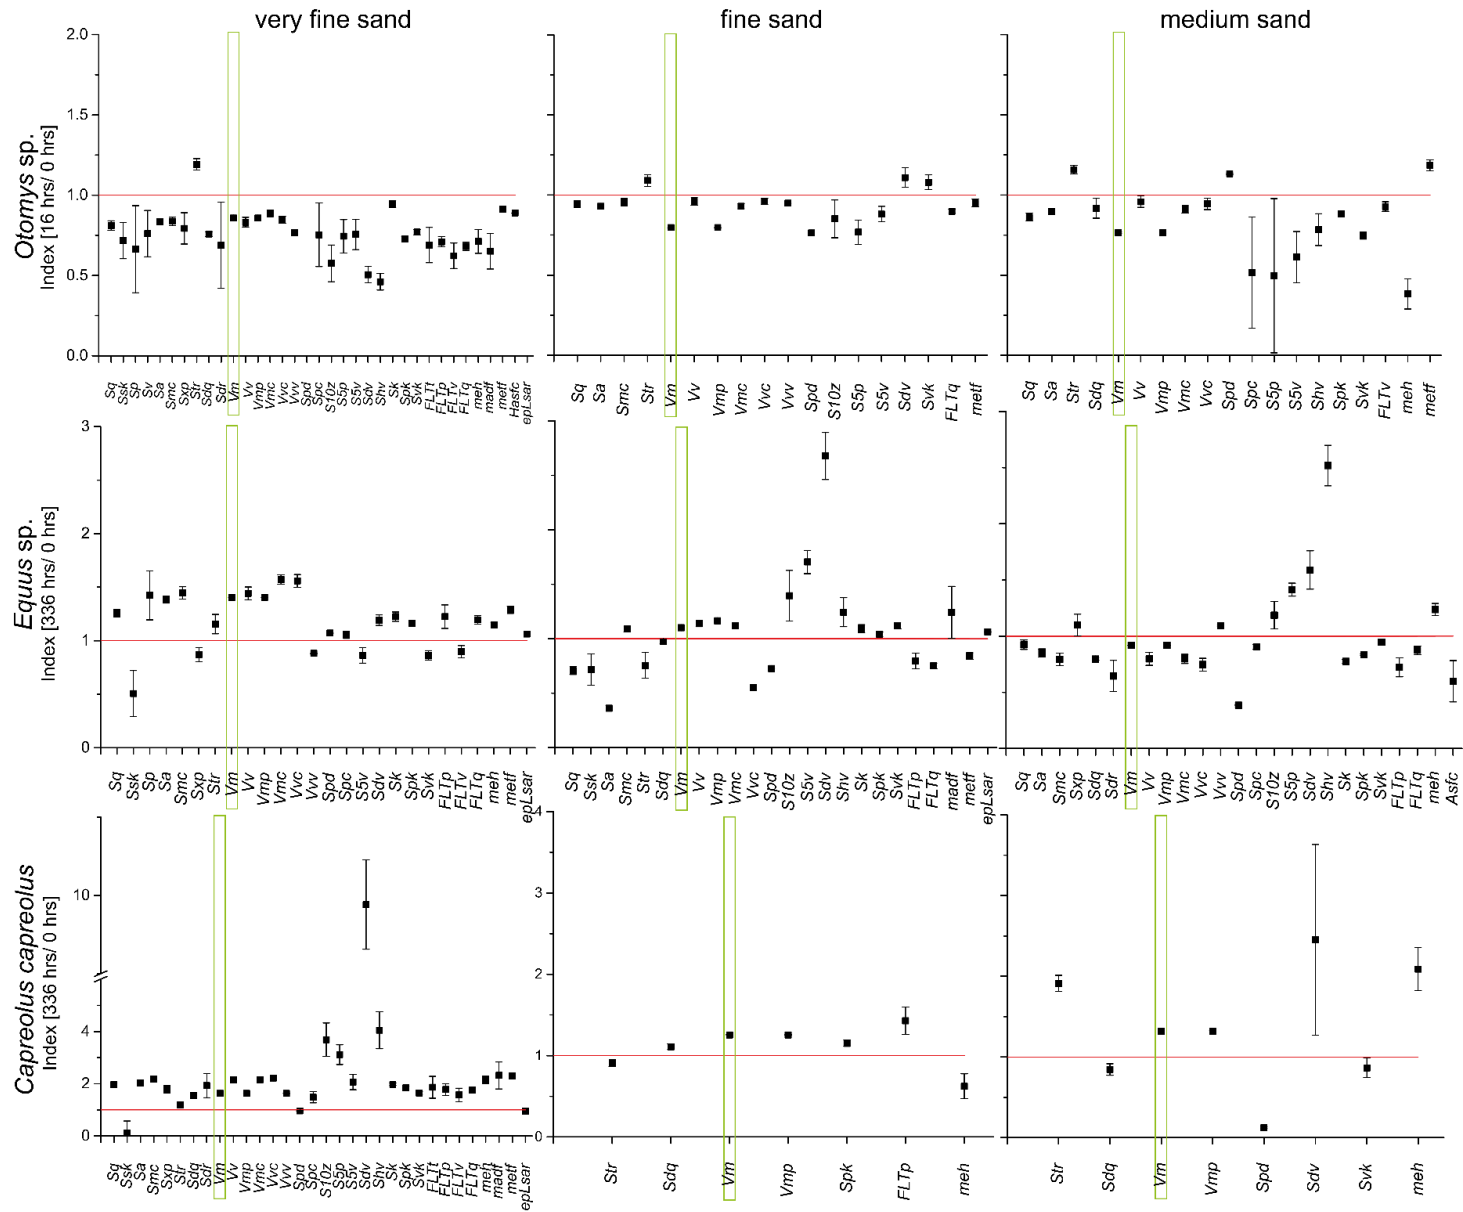 very fine sand
fine sand
medium sand
Otomys sp.
Index [16 hrs/ 0 hrs]
2.0
1.5
1.0
0.5
0.0
Sq Ssk Sp Sv Sa Smc Sxp Str Sdq Sdr Vm Vv Vmp Vmc Vvc Vvv Spd Spc S10z S5p S5v Sdv Shv Sk Spk Svk FLTt FLTp FLTv FLTq meh madf metf Hasfc epLsar
Sq Sa Smc Str Vm Vv Vmp Vmc Vvc Vvv Spd S10z S5p S5v Sdv Svk FLTq metf
Sq Sa Str Sdq Vm Vv Vmp Vmc Vvc Spd Spc S5p S5v Shv Spk Svk FLTv meh metf
Equus sp.
Index [336 hrs/ 0 hrs]
3
2
1
0
Sq Ssk Sp Sa Smc Sxp Str Vm Vv Vmp Vmc Vvc Vvv Spd Spc S5v Sdv Sk Spk Svk FLTp FLTv FLTq meh metf epLsar
Sq Ssk Sa Smc Str Sdq Vm Vv Vmp Vmc Vvc Spd S10z S5v Sdv Shv Sk Spk Svk FLTp FLTq madf metf epLsar
Sq Sa Smc Sxp Sdq Sdr Vm Vv Vmp Vmc Vvc Vvv Spd Spc S10z S5p Sdv Shv Sk Spk Svk FLTp FLTq meh Asfc
Capreolus capreolus
Index [336 hrs/ 0 hrs]
10
4
2
0
Sq Ssk Sa Smc Sxp Str Sdq Sdr Vm Vv Vmp Vmc Vvc Vvv Spd Spc S10z S5p S5v Sdv Shv Sk Spk Svk FLTt FLTp FLTv FLTq meh madf metf epLsar
4
3
2
1
0
Str Sdq Vm Vmp Spk FLTp meh
Str Sdq Vm Vmp Spd Sdv Svk meh